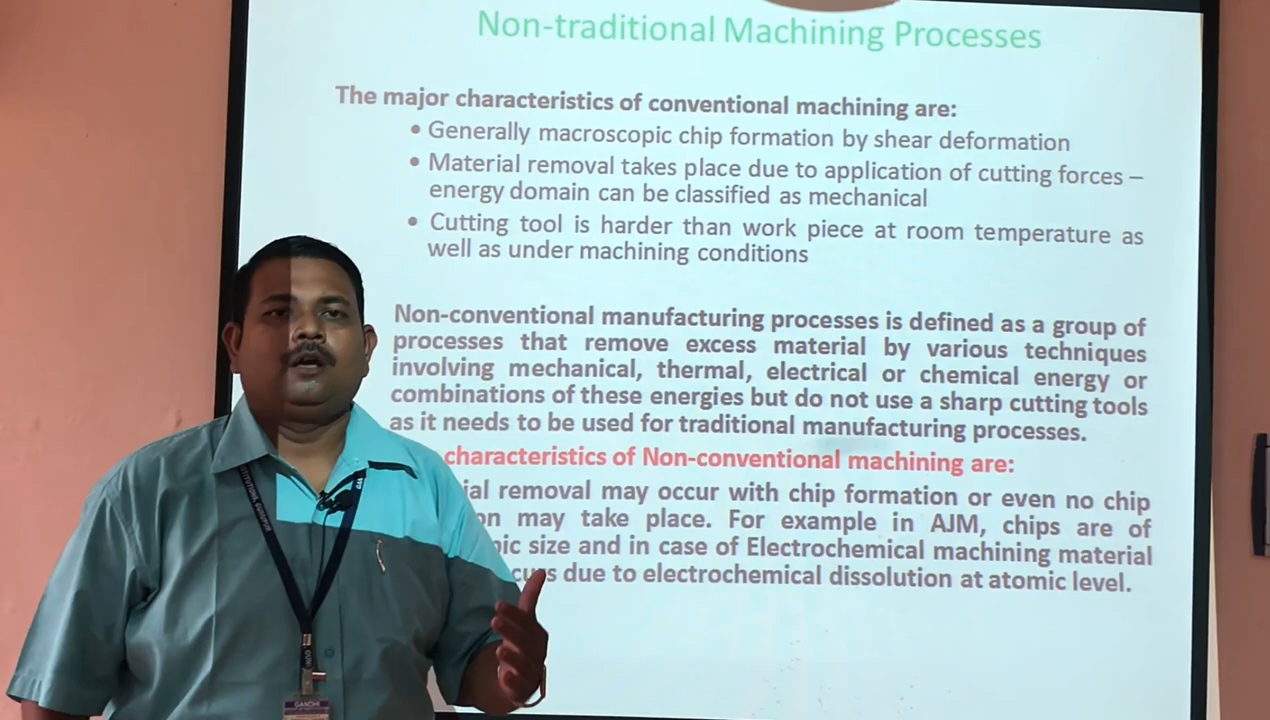 Non-traditional Machining Processes
The major characteristics of conventional machining are:
• Generally macroscopic chip formation by shear deformation
• Material removal takes place due to application of cutting forces –
energy domain can be classified as mechanical
• Cutting tool is harder than work piece at room temperature as
well as under machining conditions
Non-conventional manufacturing processes is defined as a group of
processes that remove excess material by various techniques
involving mechanical, thermal, electrical or chemical energy or
combinations of these energies but do not use a sharp cutting tools
as it needs to be used for traditional manufacturing processes.
characteristics of Non-conventional machining are:
ial removal may occur with chip formation or even no chip
on may take place. For example in AJM, chips are of
pic size and in case of Electrochemical machining material
curs due to electrochemical dissolution at atomic level.
GANDHI